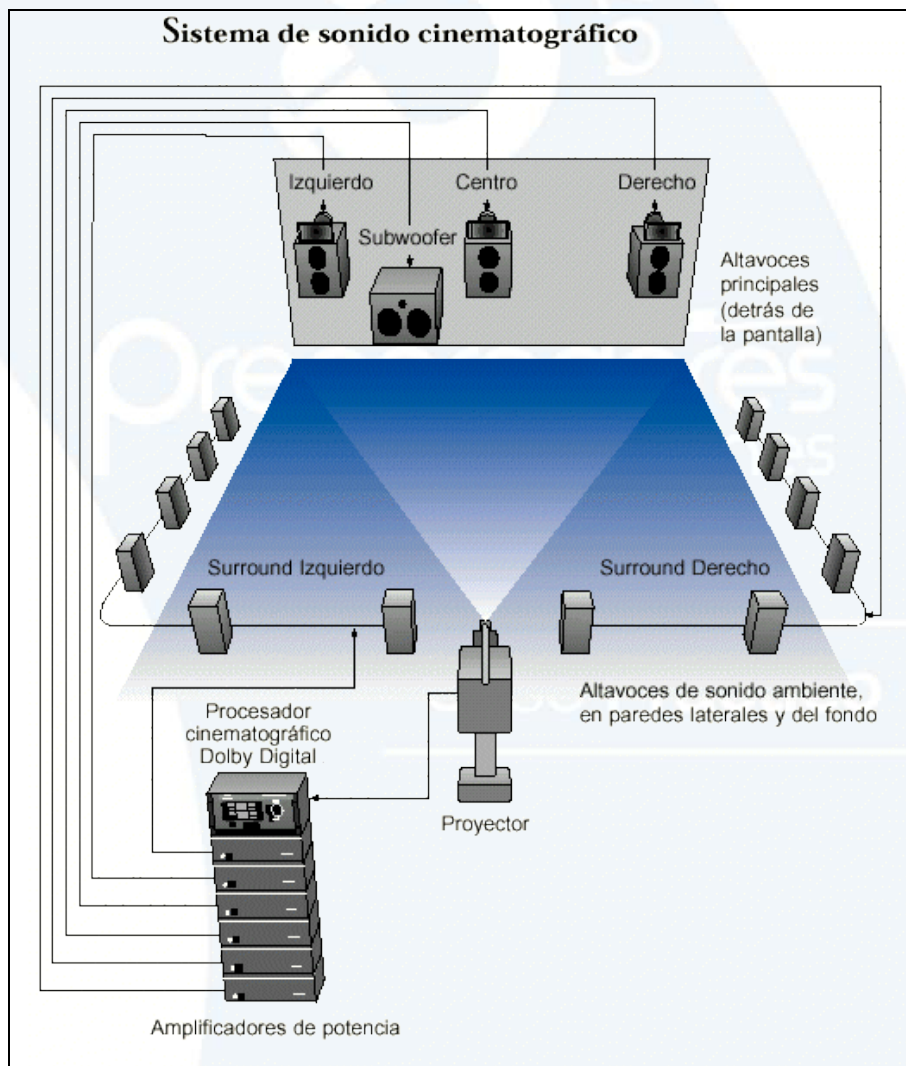 Sistema de sonido cinematográfico
Izquierdo
Centro
Derecho
Subwoofer
Altavoces
principales
(detrás de
la pantalla)
Surround Izquierdo
Surround Derecho
Altavoces de sonido ambiente,
en paredes laterales y del fondo
Procesador
cinematográfico
Dolby Digital
Proyector
Amplificadores de potencia